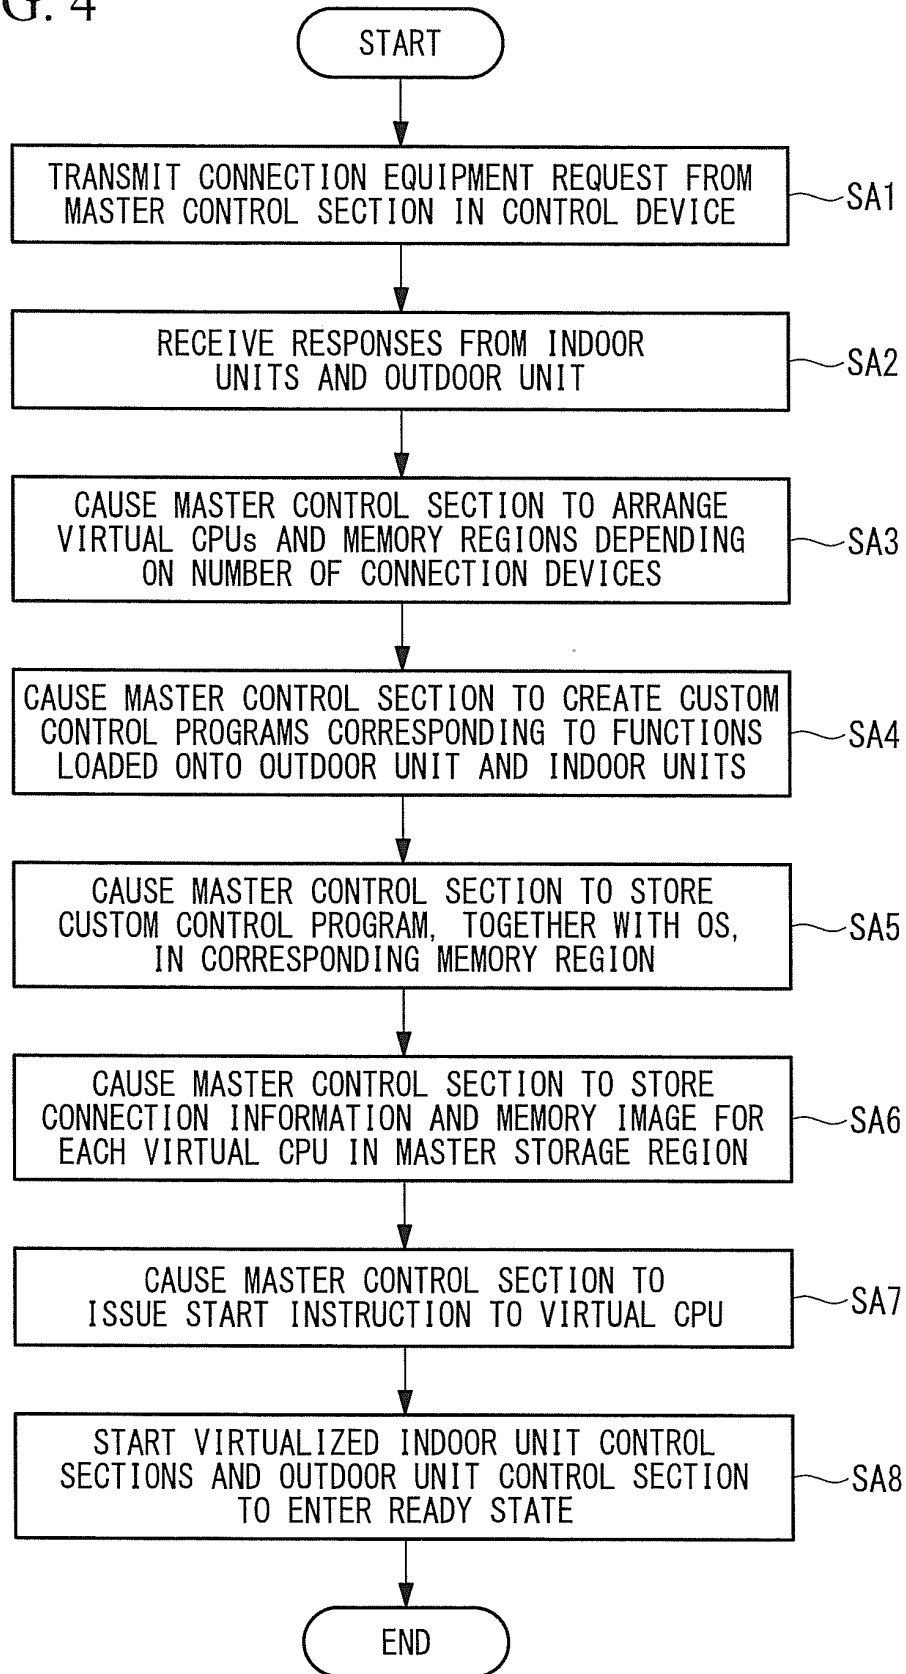 G. 4
START
TRANSMIT CONNECTION EQUIPMENT REQUEST FROM
MASTER CONTROL SECTION IN CONTROL DEVICE
SA1
RECEIVE RESPONSES FROM INDOOR
UNITS AND OUTDOOR UNIT
SA2
CAUSE MASTER CONTROL SECTION TO ARRANGE
VIRTUAL CPUs AND MEMORY REGIONS DEPENDING
ON NUMBER OF CONNECTION DEVICES
SA3
CAUSE MASTER CONTROL SECTION TO CREATE CUSTOM
CONTROL PROGRAMS CORRESPONDING TO FUNCTIONS
LOADED ONTO OUTDOOR UNIT AND INDOOR UNITS
SA4
CAUSE MASTER CONTROL SECTION TO STORE
CUSTOM CONTROL PROGRAM, TOGETHER WITH OS,
IN CORRESPONDING MEMORY REGION
SA5
CAUSE MASTER CONTROL SECTION TO STORE
CONNECTION INFORMATION AND MEMORY IMAGE FOR
EACH VIRTUAL CPU IN MASTER STORAGE REGION
SA6
CAUSE MASTER CONTROL SECTION TO
ISSUE START INSTRUCTION TO VIRTUAL CPU
SA7
START VIRTUALIZED INDOOR UNIT CONTROL
SECTIONS AND OUTDOOR UNIT CONTROL SECTION
TO ENTER READY STATE
SA8
END